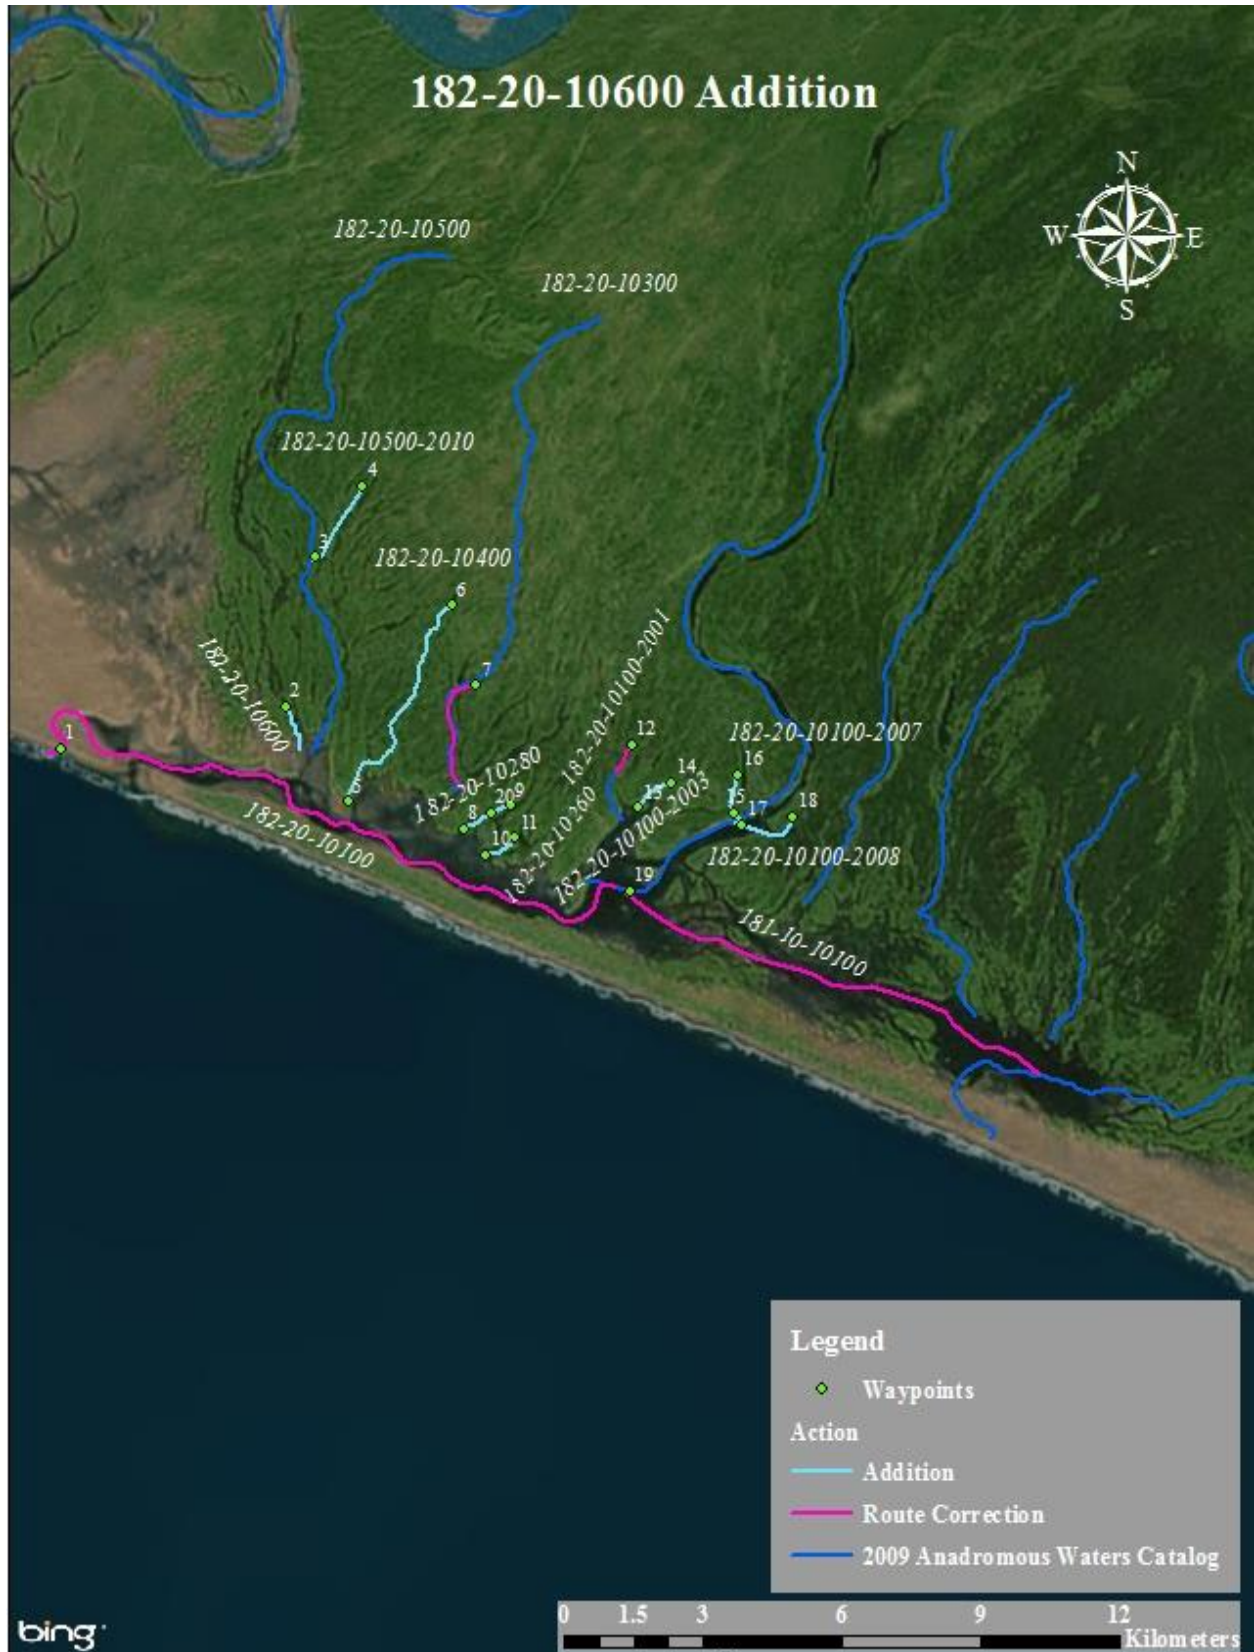 182-20-10600 Addition
N
W
E
S
182-20-10500
182-20-10300
182-20-10500-2010
4
3
182-20-10400
6
182-20-10600
2
7
182-20-10100-2001
1
12
182-20-10100-2007
5
182-20-10280
14
16
8
20
9
13
15
17
18
182-20-10100
10
11
182-20-10260
182-20-10100-2003
182-20-10100-2008
19
181-10-10100
Legend
Waypoints
Action
Addition
Route Correction
2009 Anadromous Waters Catalog
0 1.5 3 6 9 12
Kilometers
bing